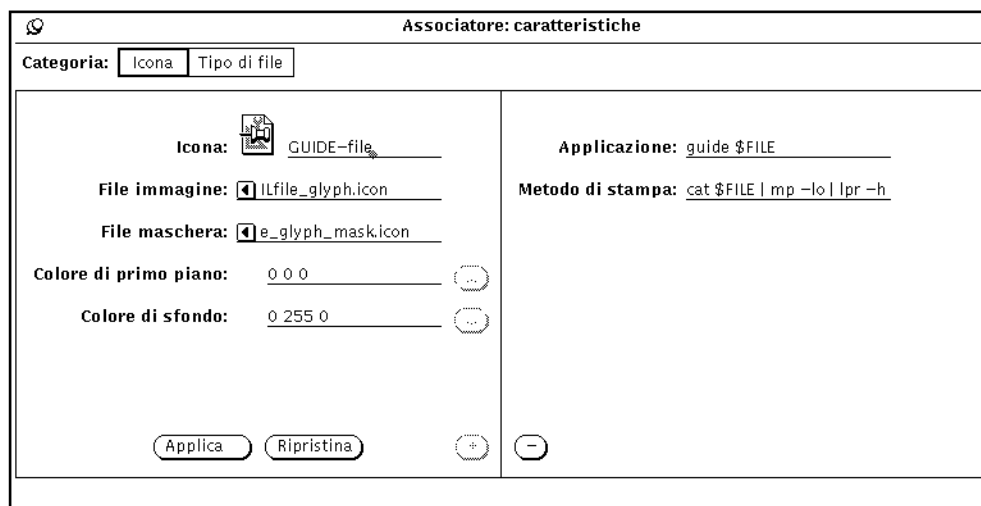 Associatore: caratteristiche
Categoria: Icona Tipo di file
Icona: GUIDE-file
File immagine: ILfile_glyph.icon
File maschera: e_glyph_mask.icon
Colore di primo piano: 0 0 0 ...
Colore di sfondo: 0 255 0 ...
Applica Ripristina +
Applicazione: guide $FILE
Metodo di stampa: cat $FILE | mp -lo | lpr -h
-